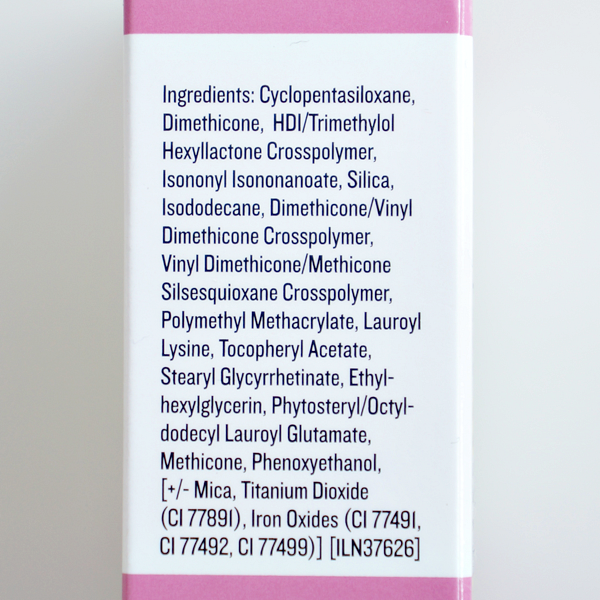 Ingredients: Cyclopentasiloxane,
Dimethicone, HDI/Trimethylol
Hexyllactone Crosspolymer,
Isononyl Isononanoate, Silica,
Isododecane, Dimethicone/Vinyl
Dimethicone Crosspolymer,
Vinyl Dimethicone/Methicone
Silsesquioxane Crosspolymer,
Polymethyl Methacrylate, Lauroyl
Lysine, Tocopheryl Acetate,
Stearyl Glycyrrhetinate, Ethyl-
hexylglycerin, Phytosteryl/Octyl-
dodecyl Lauroyl Glutamate,
Methicone, Phenoxyethanol,
[+/- Mica, Titanium Dioxide
(CI 77891), Iron Oxides (CI 77491,
CI 77492, CI 77499)] [ILN37626]